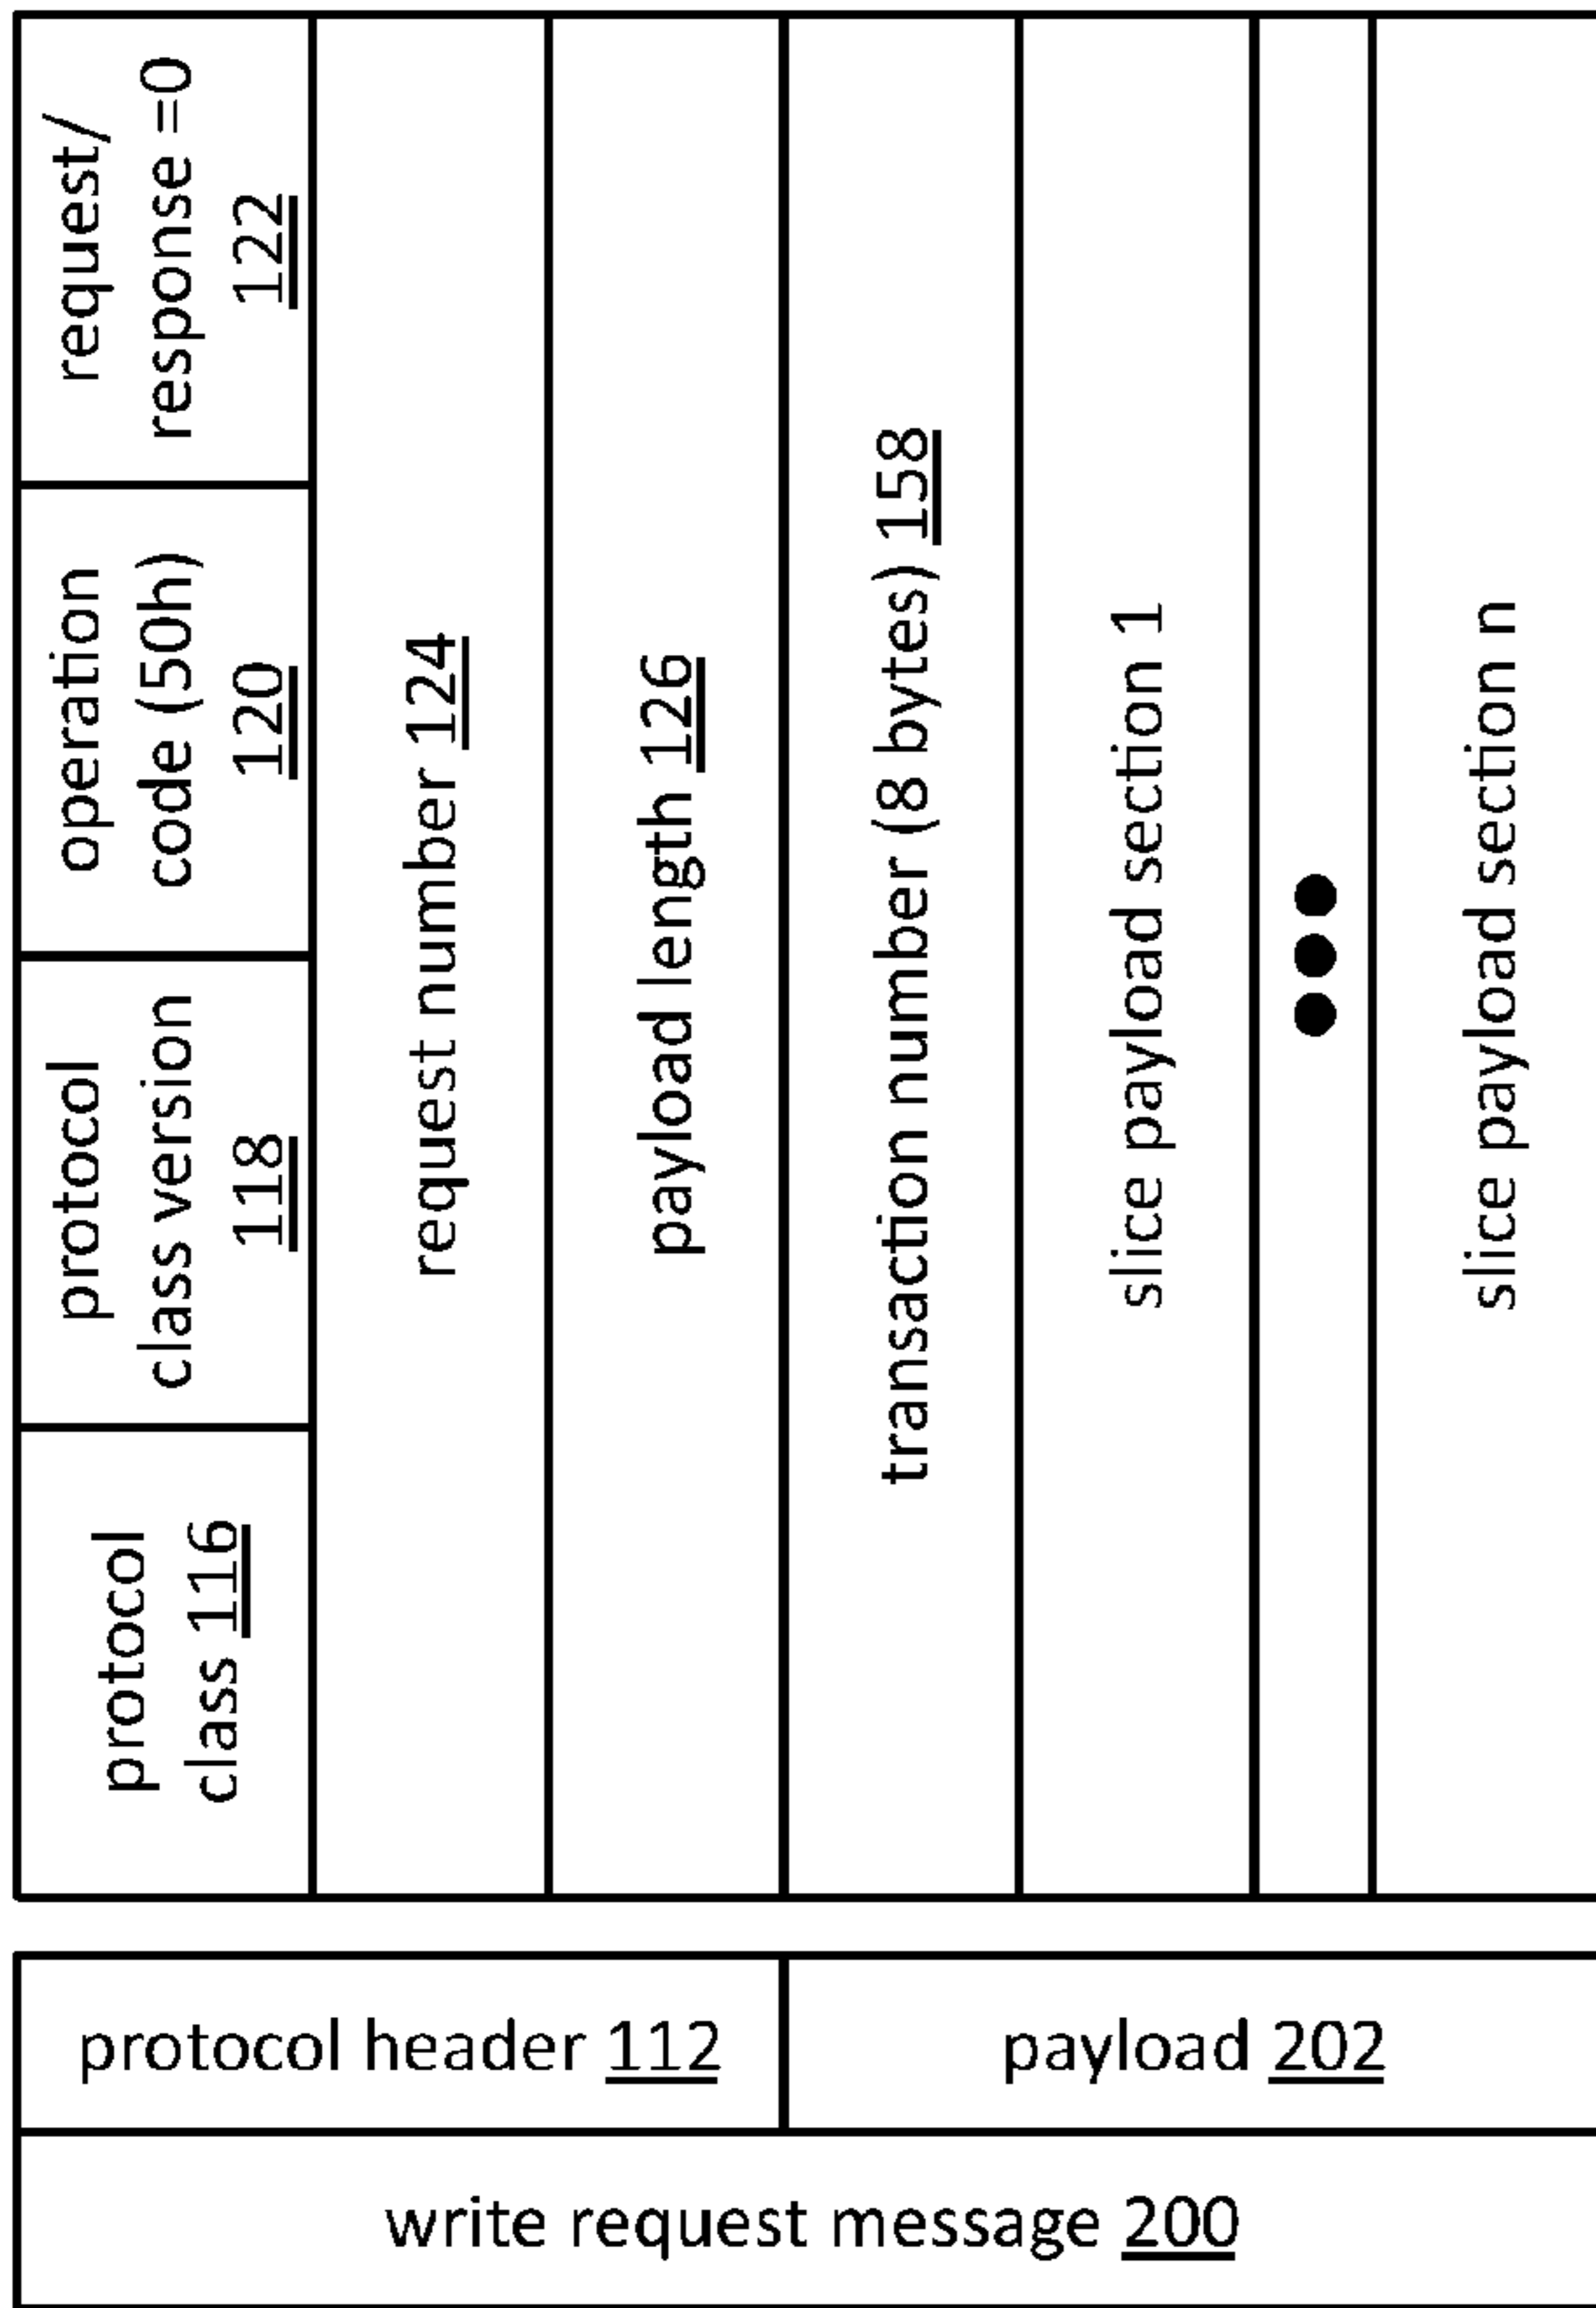 write request message 200
protocol header 112
payload 202
protocol
class 116
protocol
class version
118
operation
code (50h)
120
request/
response =0
122
request number 124
payload length 126
transaction number (8 bytes) 158
slice payload section 1
slice payload section n